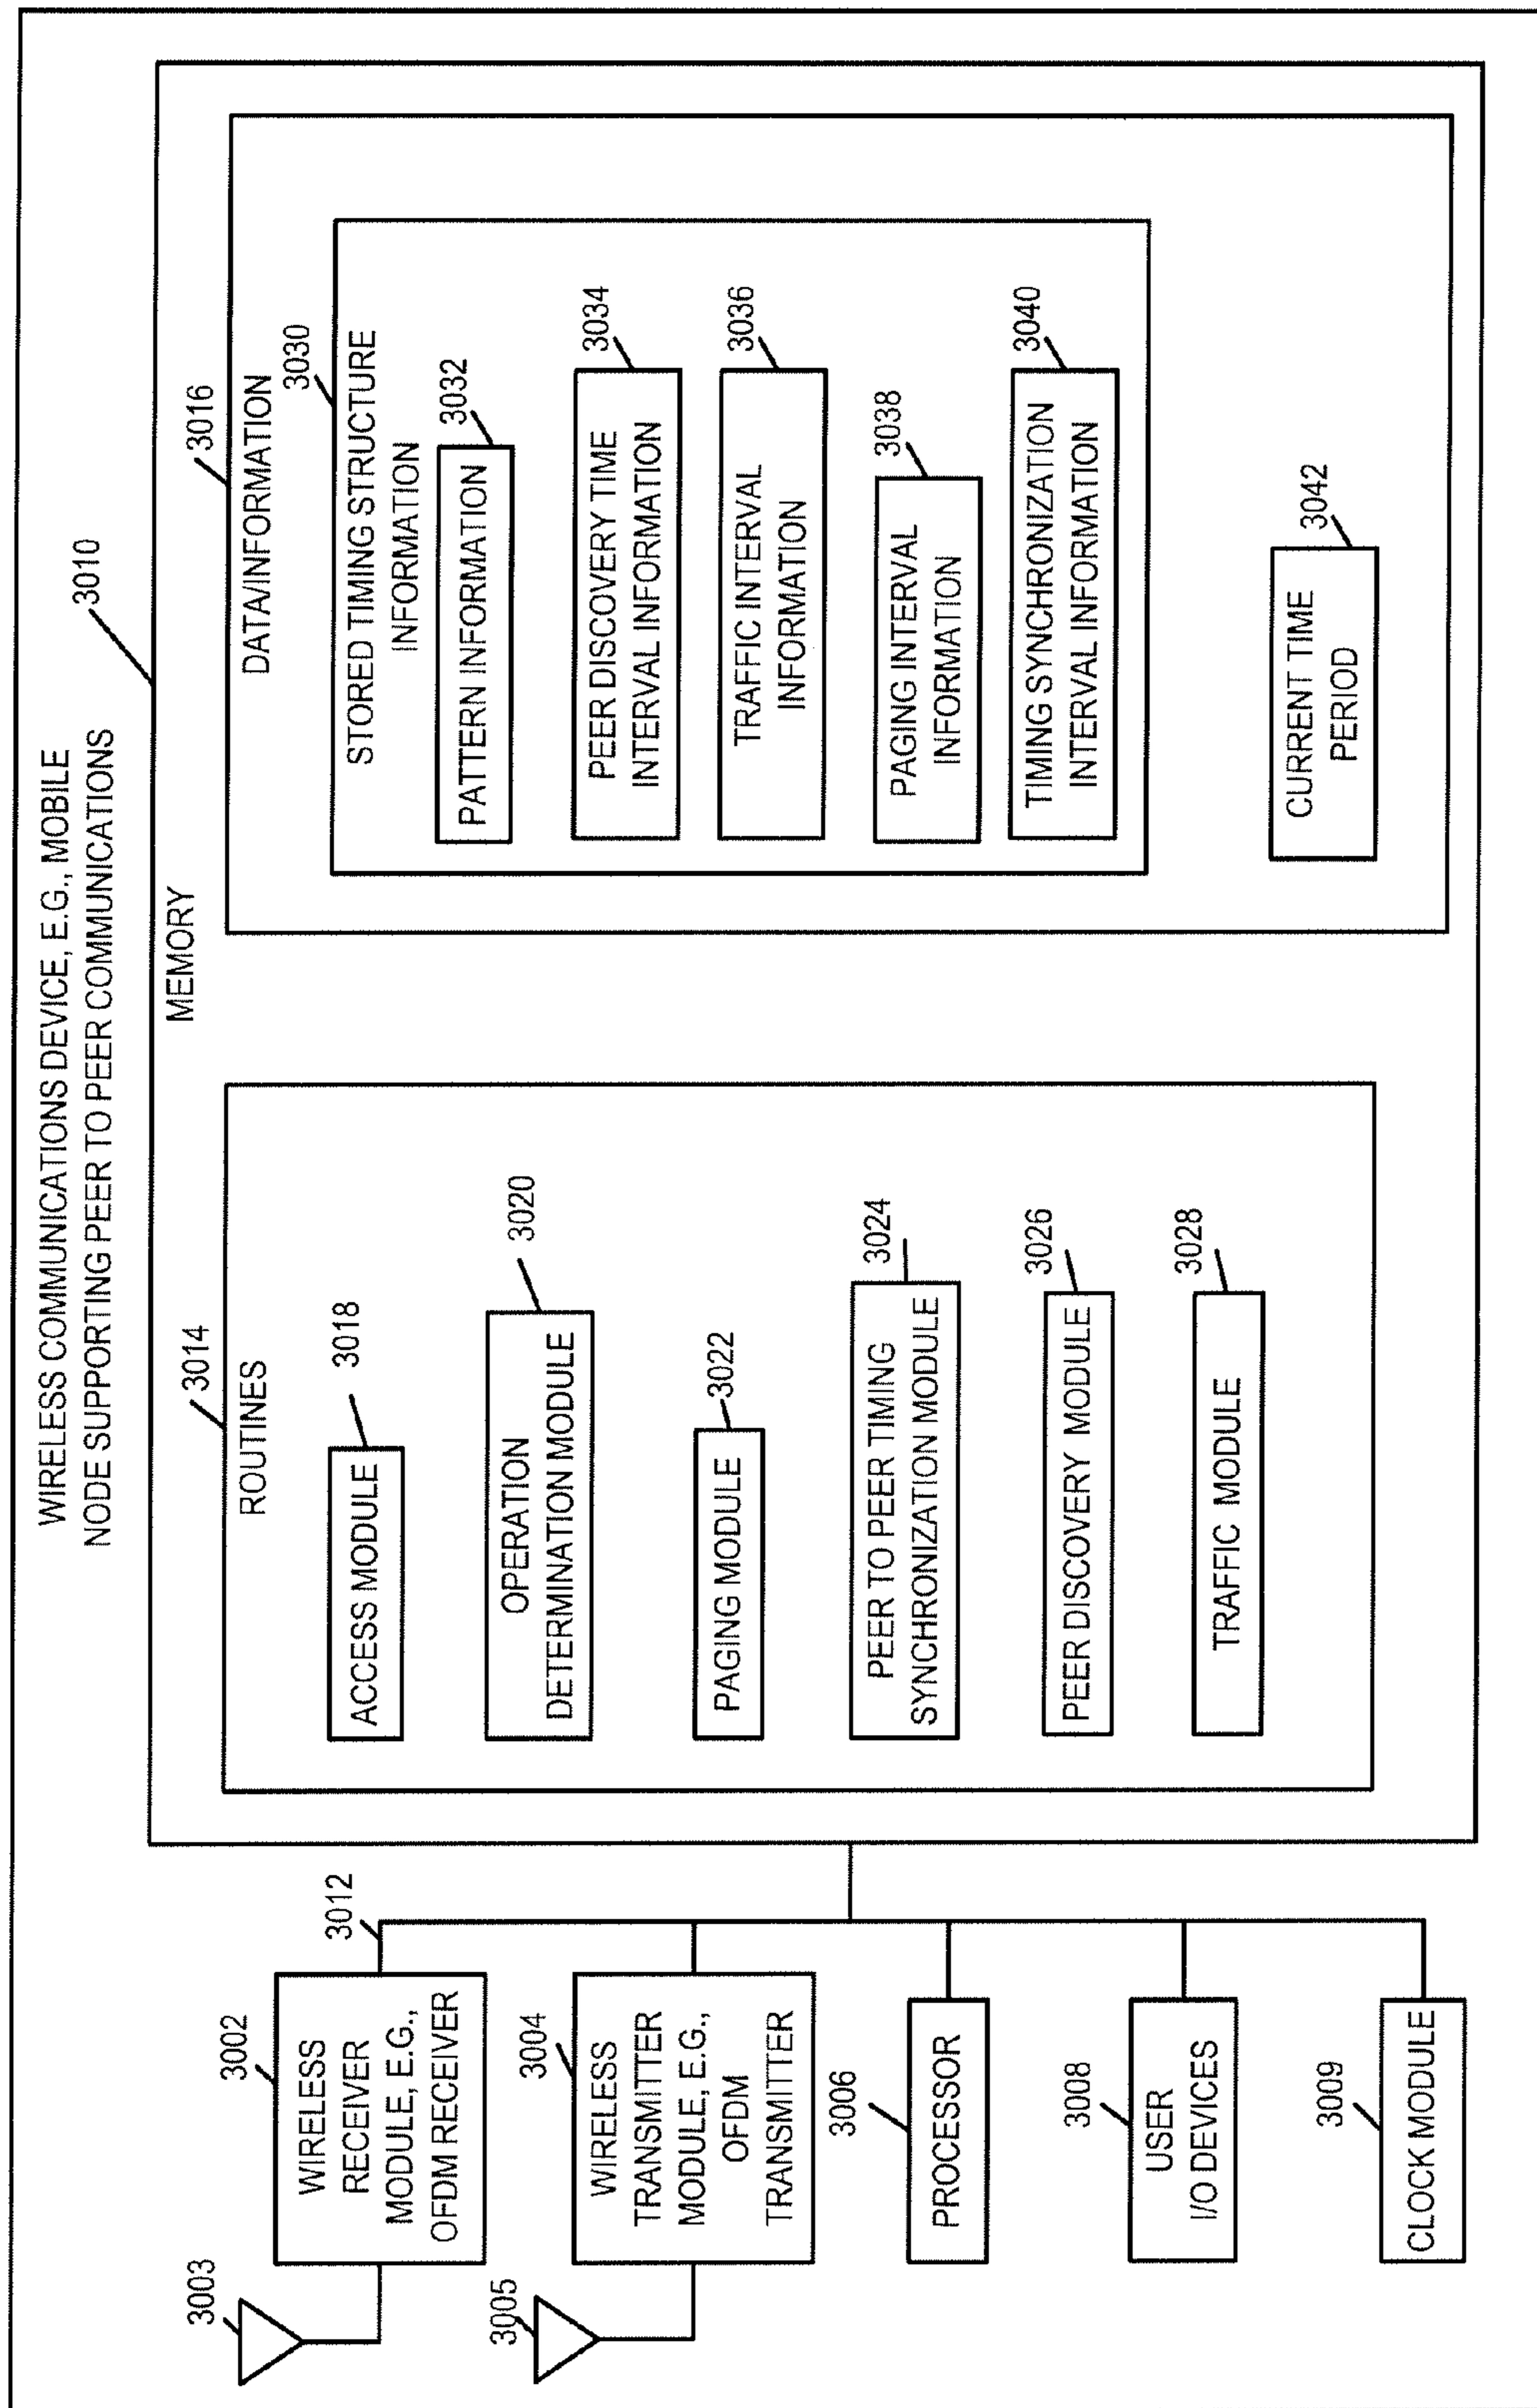 WIRELESS COMMUNICATIONS DEVICE, E.G., MOBILE
NODE SUPPORTING PEER TO PEER COMMUNICATIONS
3003
3002
WIRELESS
RECEIVER
MODULE, E.G.,
OFDM RECEIVER
3012
3005
3004
WIRELESS
TRANSMITTER
MODULE, E.G.,
OFDM
TRANSMITTER
3006
PROCESSOR
3008
USER
I/O DEVICES
3009
CLOCK MODULE
3010
MEMORY
3014
ROUTINES
3018
ACCESS MODULE
3020
OPERATION
DETERMINATION MODULE
3022
PAGING MODULE
3024
PEER TO PEER TIMING
SYNCHRONIZATION MODULE
3026
PEER DISCOVERY MODULE
3028
TRAFFIC MODULE
3016
DATA/INFORMATION
3030
STORED TIMING STRUCTURE
INFORMATION
3032
PATTERN INFORMATION
3034
PEER DISCOVERY TIME
INTERVAL INFORMATION
3036
TRAFFIC INTERVAL
INFORMATION
3038
PAGING INTERVAL
INFORMATION
3040
TIMING SYNCHRONIZATION
INTERVAL INFORMATION
3042
CURRENT TIME
PERIOD